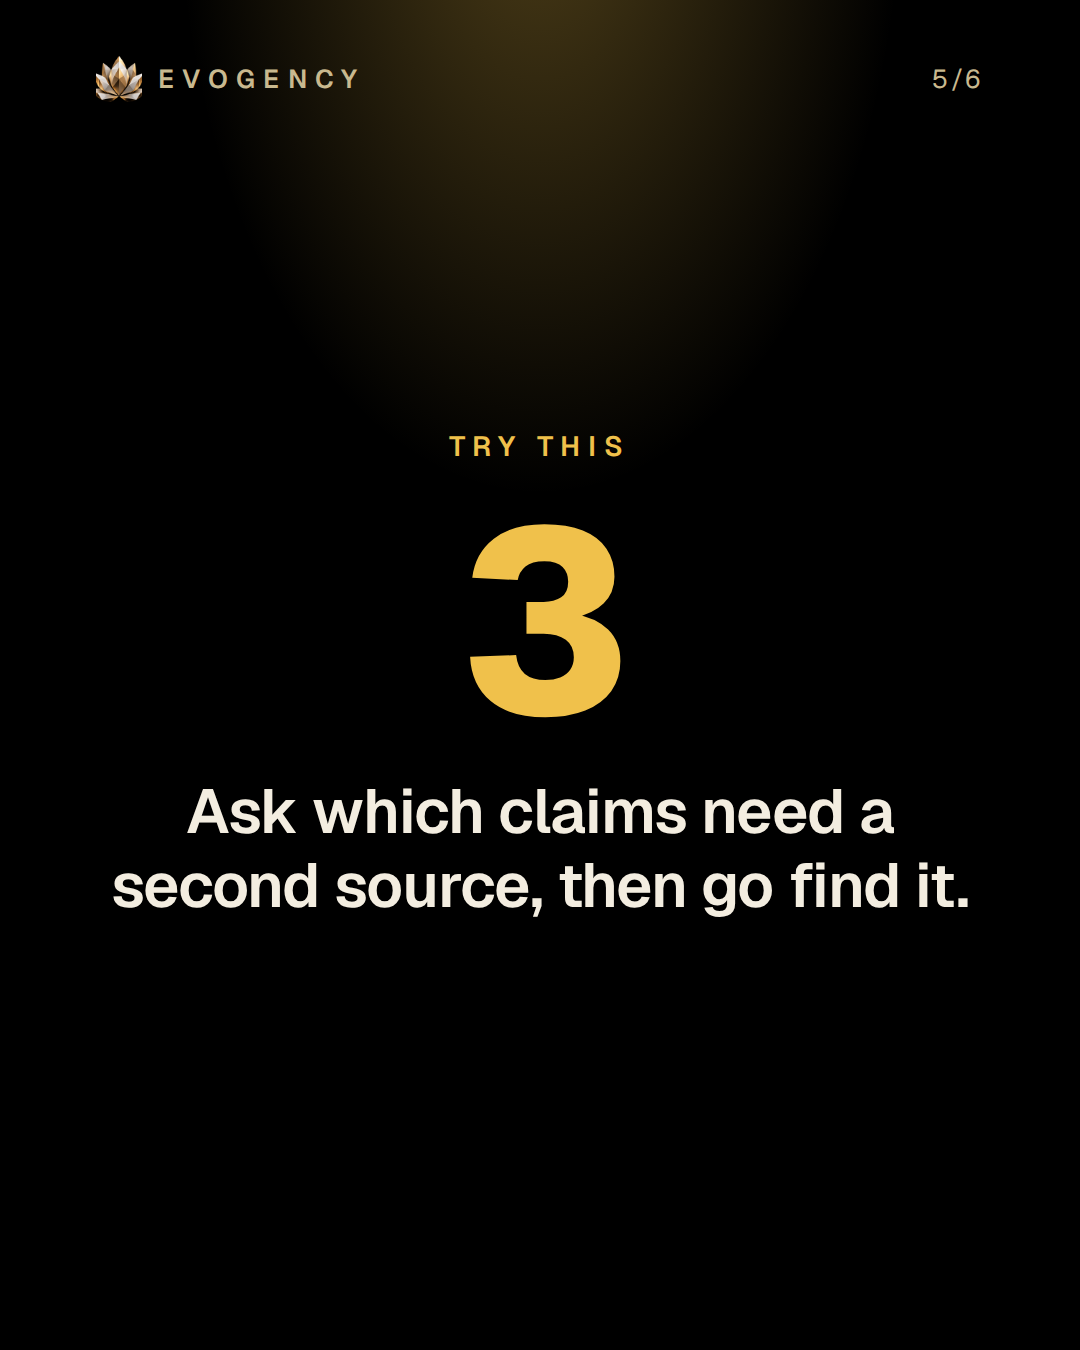 EVOGENCY
5/6
TRY THIS
3
Ask which claims need a
second source, then go find it.